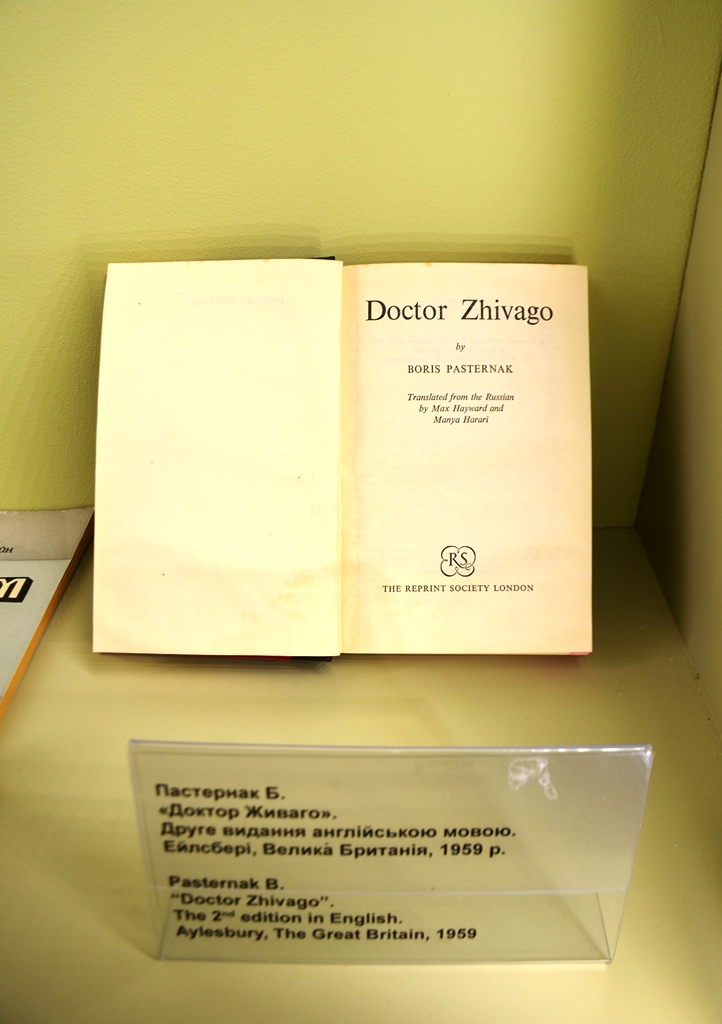 Doctor Zhivago
by
BORIS PASTERNAK
Translated from the Russian
by Max Hayward and
Manya Harari
RS
THE REPRINT SOCIETY LONDON
Пастернак Б.
«Доктор Живаго».
Друге видання англійською мовою.
Ейлсбері, Велика Британія, 1959 р.
Pasternak B.
“Doctor Zhivago”.
The 2nd edition in English.
Aylesbury, The Great Britain, 1959